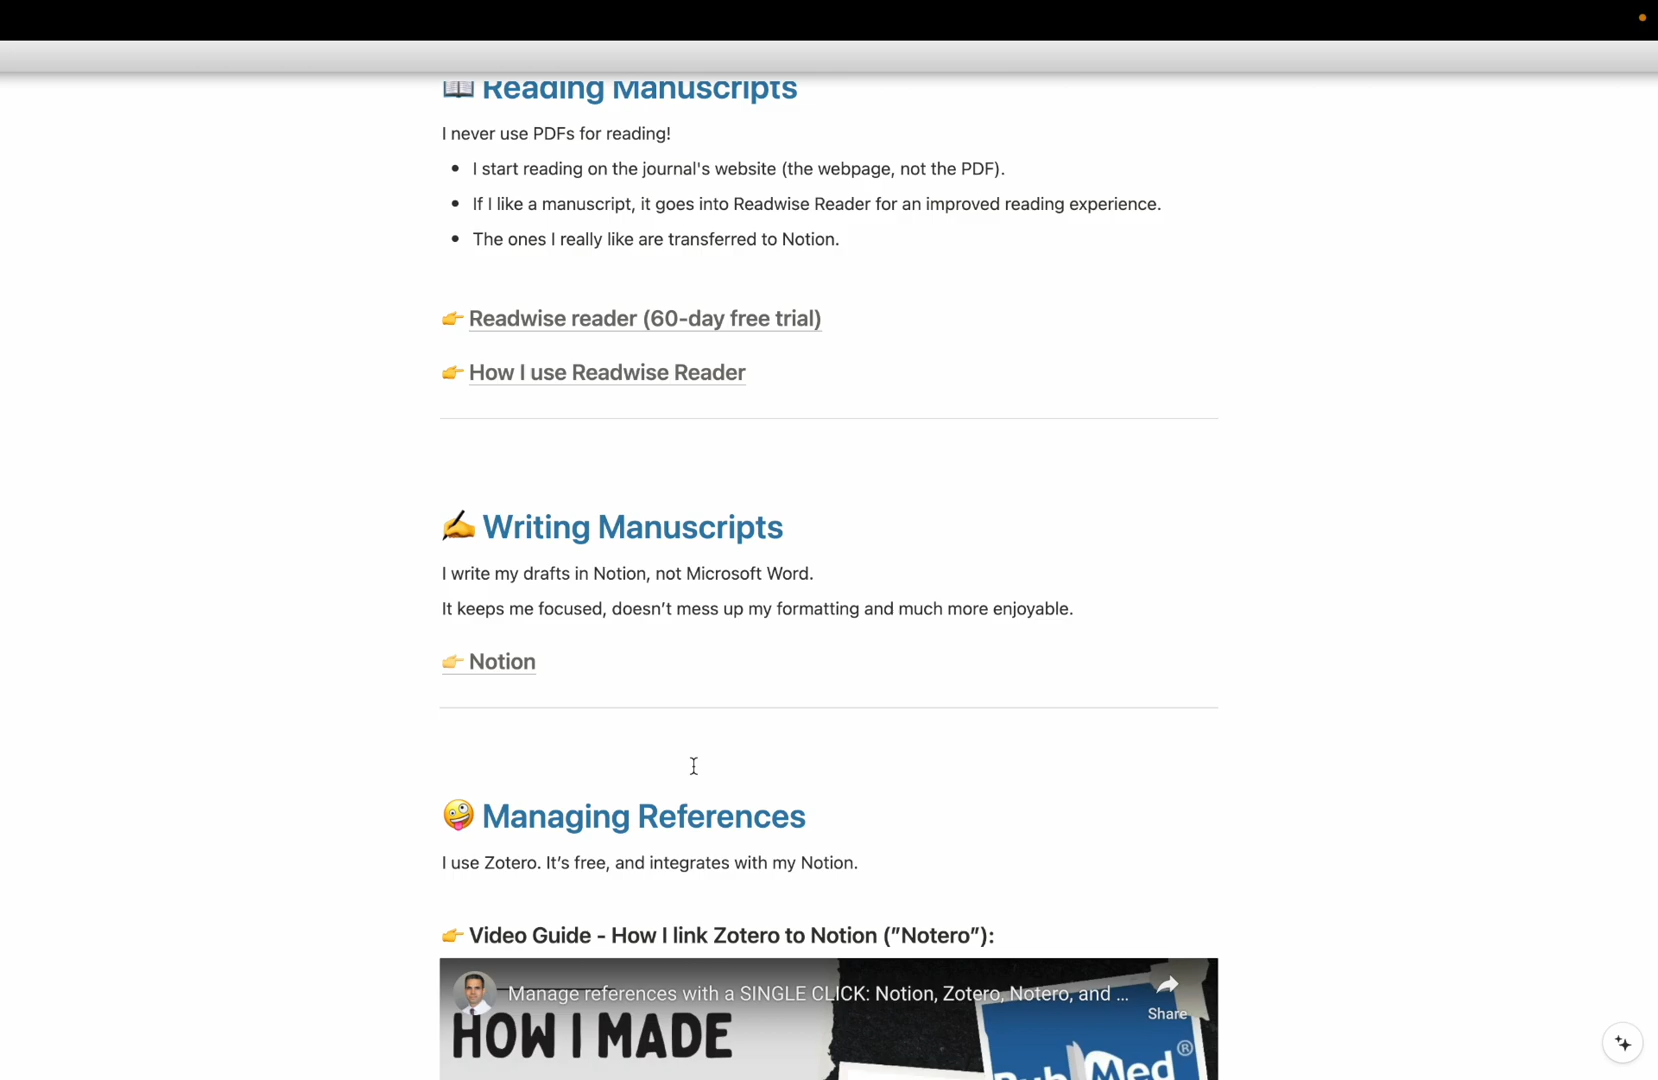 📖 Reading Manuscripts
I never use PDFs for reading!
• I start reading on the journal's website (the webpage, not the PDF).
• If I like a manuscript, it goes into Readwise Reader for an improved reading experience.
• The ones I really like are transferred to Notion.
👉 Readwise reader (60-day free trial)
👉 How I use Readwise Reader
✍️ Writing Manuscripts
I write my drafts in Notion, not Microsoft Word.
It keeps me focused, doesn’t mess up my formatting and much more enjoyable.
👉 Notion
🤪 Managing References
I use Zotero. It’s free, and integrates with my Notion.
👉 Video Guide - How I link Zotero to Notion (”Notero”):
Manage references with a SINGLE CLICK: Notion, Zotero, Notero, and ...
Share
HOW I MADE
PubMed®